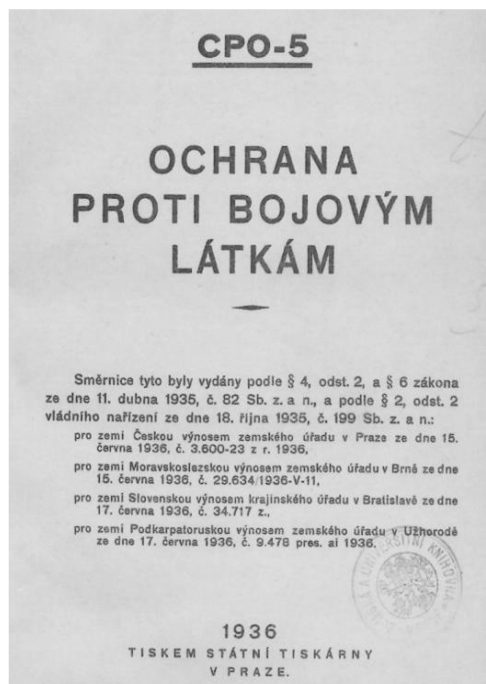 CPO-5
OCHRANA
PROTI BOJOVÝM
LÁTKÁM
Směrnice tyto byly vydány podle § 4, odst. 2, a § 6 zákona
ze dne 11. dubna 1935, č. 82 Sb. z. a n., a podle § 2, odst. 2
vládního nařízení ze dne 18. října 1935, č. 199 Sb. z. a n.:
pro zemi Českou výnosem zemského úřadu v Praze ze dne 15.
června 1936, č. 3.600-23 z r. 1936,
pro zemi Moravskoslezskou výnosem zemského úřadu v Brně ze dne
15. června 1936, č. 29.634/1936-V-11,
pro zemi Slovenskou výnosem krajinského úřadu v Bratislavě ze dne
17. června 1936, č. 34.717 z.,
pro zemi Podkarpatoruskou výnosem zemského úřadu v Užhorodě
ze dne 17. června 1936, č. 9.478 pres. ai 1936.
1936
TISKEM STÁTNÍ TISKÁRNY
V PRAZE.